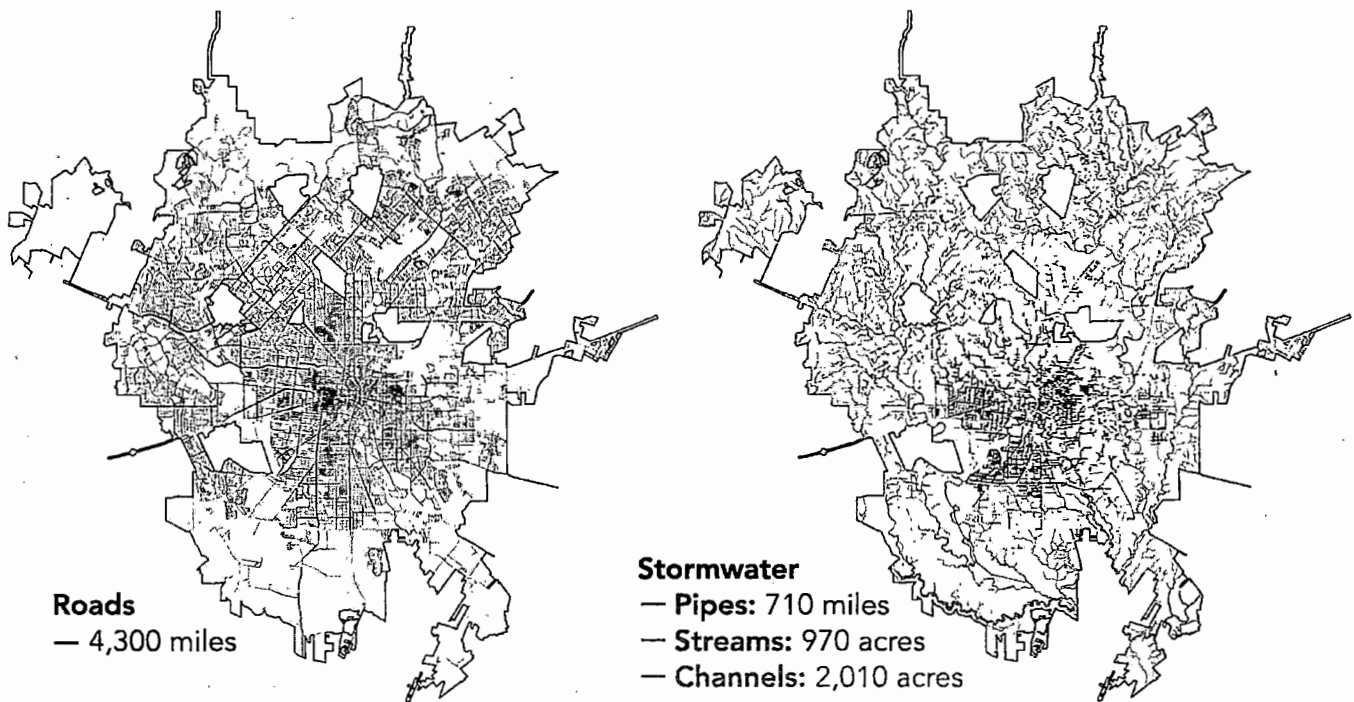 Roads
— 4,300 miles
Stormwater
— Pipes: 710 miles
— Streams: 970 acres
— Channels: 2,010 acres